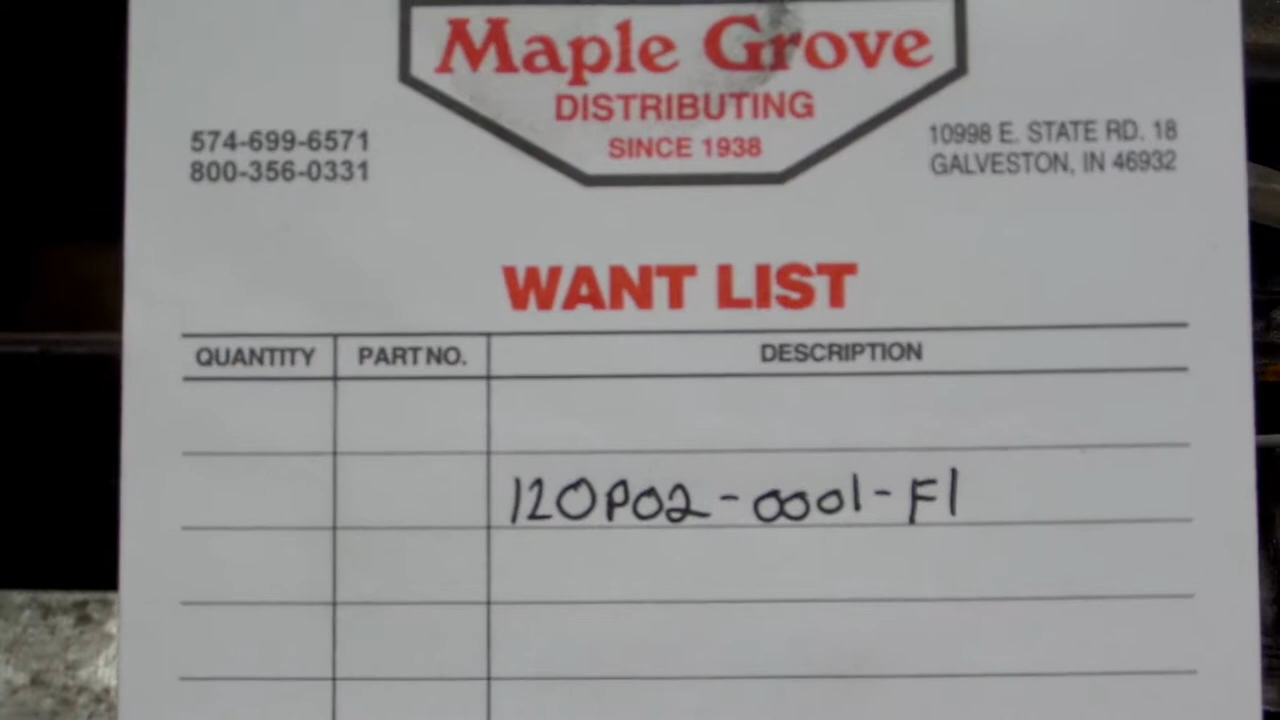 Maple Grove
DISTRIBUTING
SINCE 1938
574-699-6571
800-356-0331
10998 E. STATE RD. 18
GALVESTON, IN 46932
WANT LIST
QUANTITY PART NO. DESCRIPTION
120P02-0001-F1